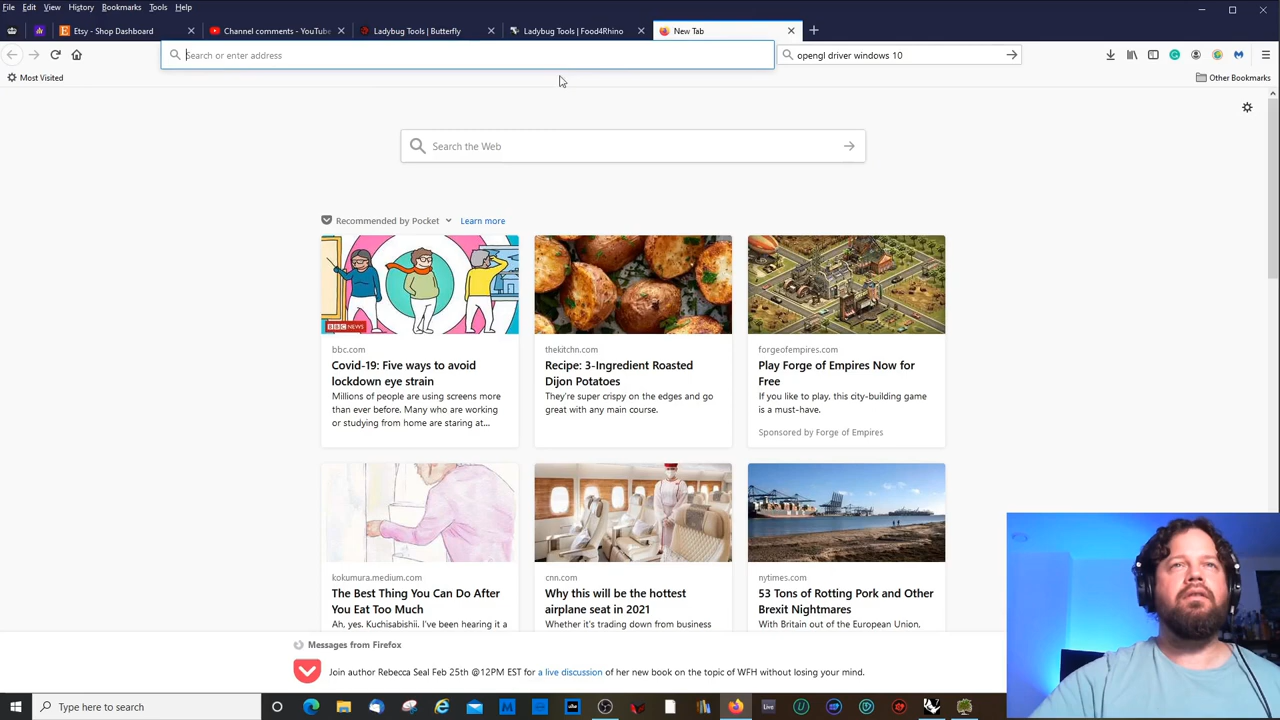 File Edit View History Bookmarks Tools Help
Etsy - Shop Dashboard
Channel comments - YouTube
Ladybug Tools | Butterfly
Ladybug Tools | Food4Rhino
New Tab
Search or enter address
opengl driver windows 10
Most Visited
Other Bookmarks
Search the Web
Recommended by Pocket
Learn more
BBC NEWS
bbc.com
Covid-19: Five ways to avoid
lockdown eye strain
Millions of people are using screens more
than ever before. Many who are working
or studying from home are staring at...
thekitchn.com
Recipe: 3-Ingredient Roasted
Dijon Potatoes
They're super crispy on the edges and go
great with any main course.
forgeofempires.com
Play Forge of Empires Now for
Free
If you like to play, this city-building game
is a must-have.
Sponsored by Forge of Empires
kokumura.medium.com
The Best Thing You Can Do After
You Eat Too Much
Ah, yes. Kuchisabishii. I've been hearing it a
cnn.com
Why this will be the hottest
airplane seat in 2021
Whether it's trading down from business
nytimes.com
53 Tons of Rotting Pork and Other
Brexit Nightmares
With Britain out of the European Union,
Messages from Firefox
Join author Rebecca Seal Feb 25th @12PM EST for a live discussion of her new book on the topic of WFH without losing your mind.
Type here to search
Live